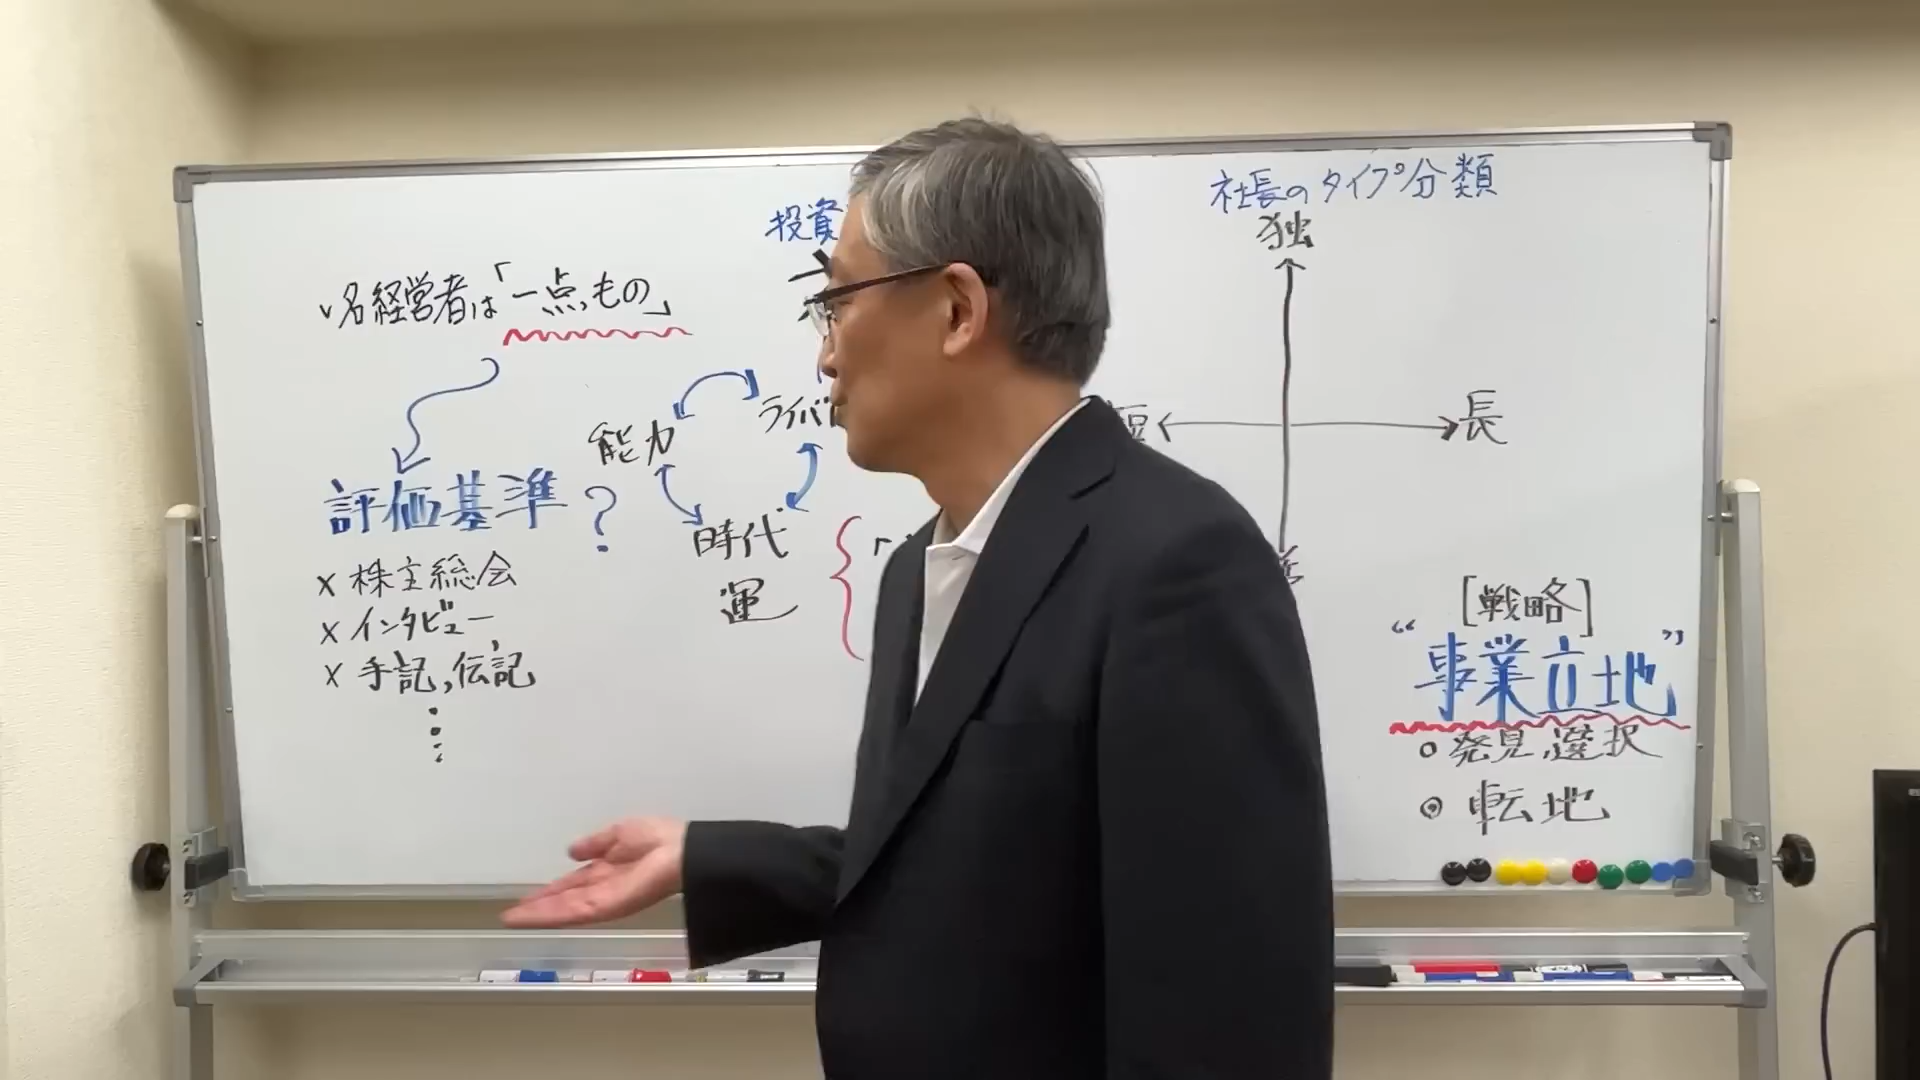 名経営者は「一点もの」
評価基準?
x 株主総会
x インタビュー
x 手記,伝記
投資
能力
ライバ
時代
運
社長のタイプ分類
独
短
長
[戦略]
“事業立地”
○発見,選択
◎転地